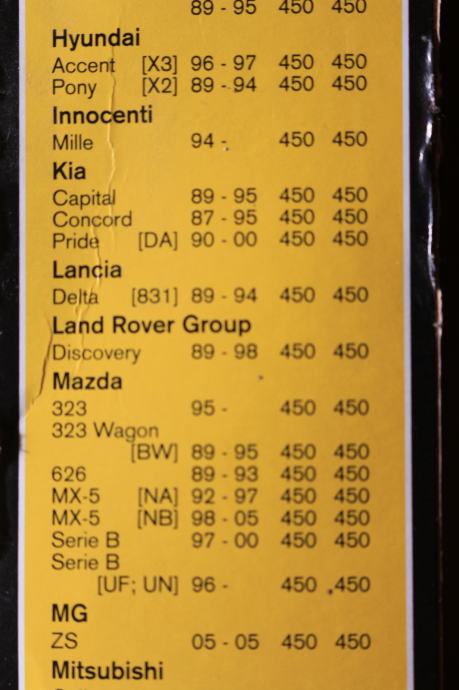 89 - 95 450 450
Hyundai
Accent [X3] 96 - 97 450 450
Pony [X2] 89 - 94 450 450
Innocenti
Mille 94 - 450 450
Kia
Capital 89 - 95 450 450
Concord 87 - 95 450 450
Pride [DA] 90 - 00 450 450
Lancia
Delta [831] 89 - 94 450 450
Land Rover Group
Discovery 89 - 98 450 450
Mazda
323 95 - 450 450
323 Wagon
[BW] 89 - 95 450 450
626 89 - 93 450 450
MX-5 [NA] 92 - 97 450 450
MX-5 [NB] 98 - 05 450 450
Serie B 97 - 00 450 450
Serie B
[UF; UN] 96 - 450 450
MG
ZS 05 - 05 450 450
Mitsubishi